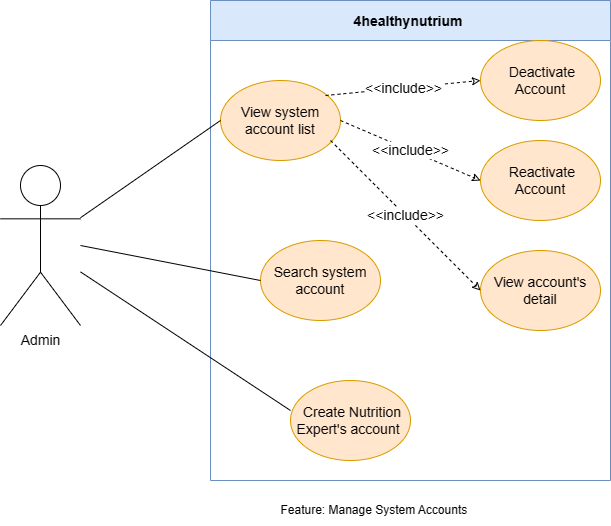 4healthynutrium
Deactivate
Account
View system
account list
<<include>>
<<include>>
Reactivate
Account
<<include>>
Search system
account
View account's
detail
Admin
Create Nutrition
Expert's account
Feature: Manage System Accounts